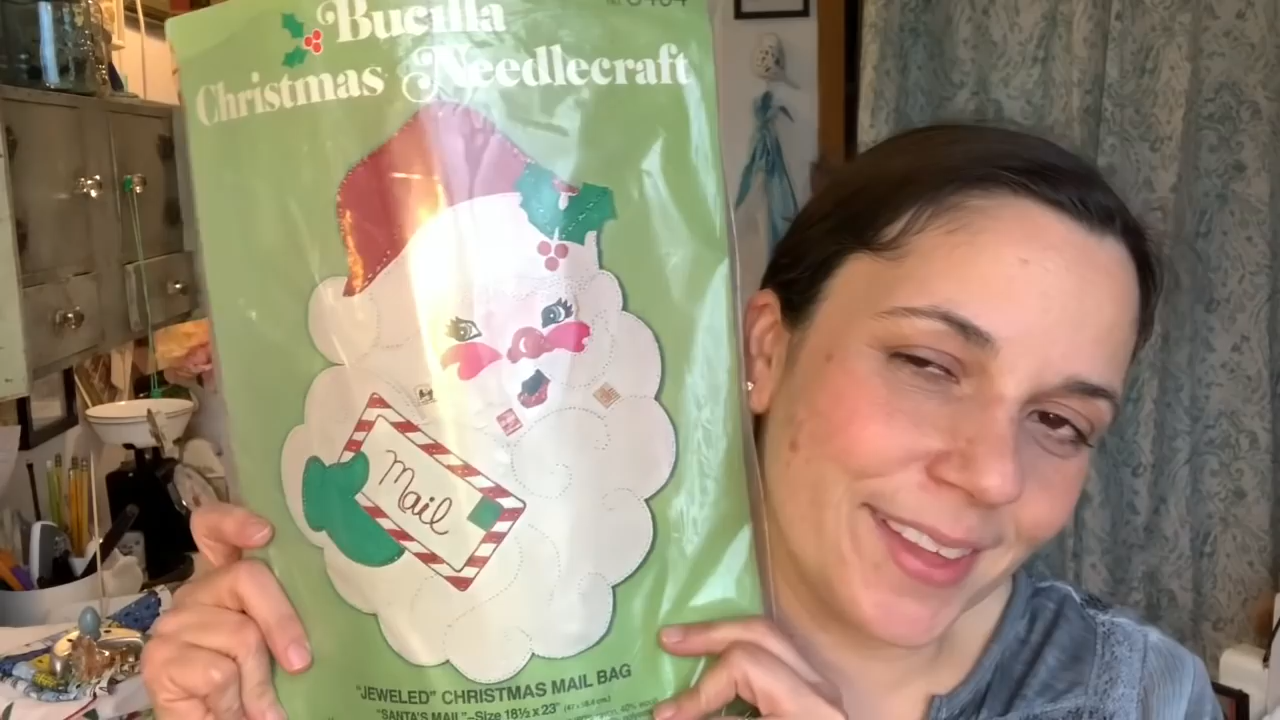 Bucilla
Christmas Needlecraft
Mail
"JEWELED" CHRISTMAS MAIL BAG
"SANTA'S MAIL"-Size 18½ x 23"